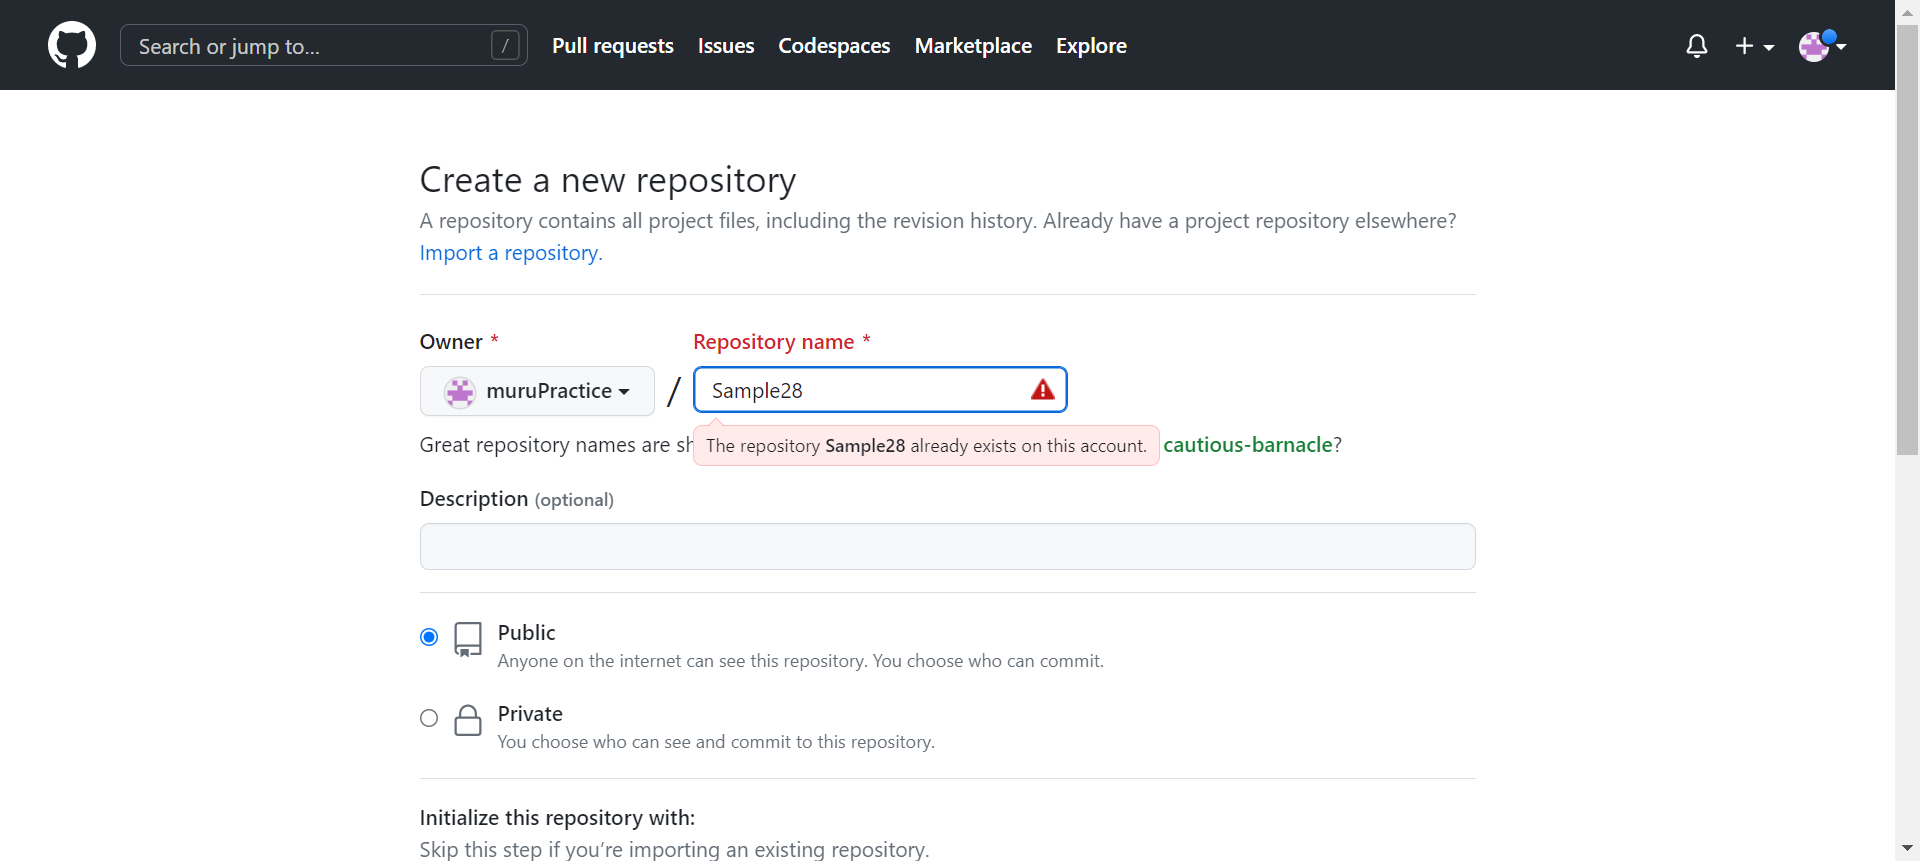 Search or jump to... / Pull requests Issues Codespaces Marketplace Explore
Create a new repository
A repository contains all project files, including the revision history. Already have a project repository elsewhere?
Import a repository.
Owner * Repository name *
muruPractice / Sample28
Great repository names are sh The repository Sample28 already exists on this account. cautious-barnacle?
Description (optional)
Public
Anyone on the internet can see this repository. You choose who can commit.
Private
You choose who can see and commit to this repository.
Initialize this repository with:
Skip this step if you’re importing an existing repository.